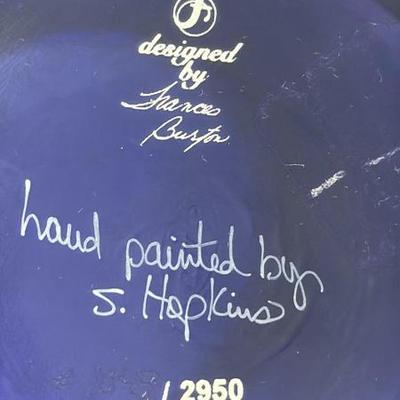 designed
by
Frances
Burton
hand painted by
S. Hopkins
/ 2950